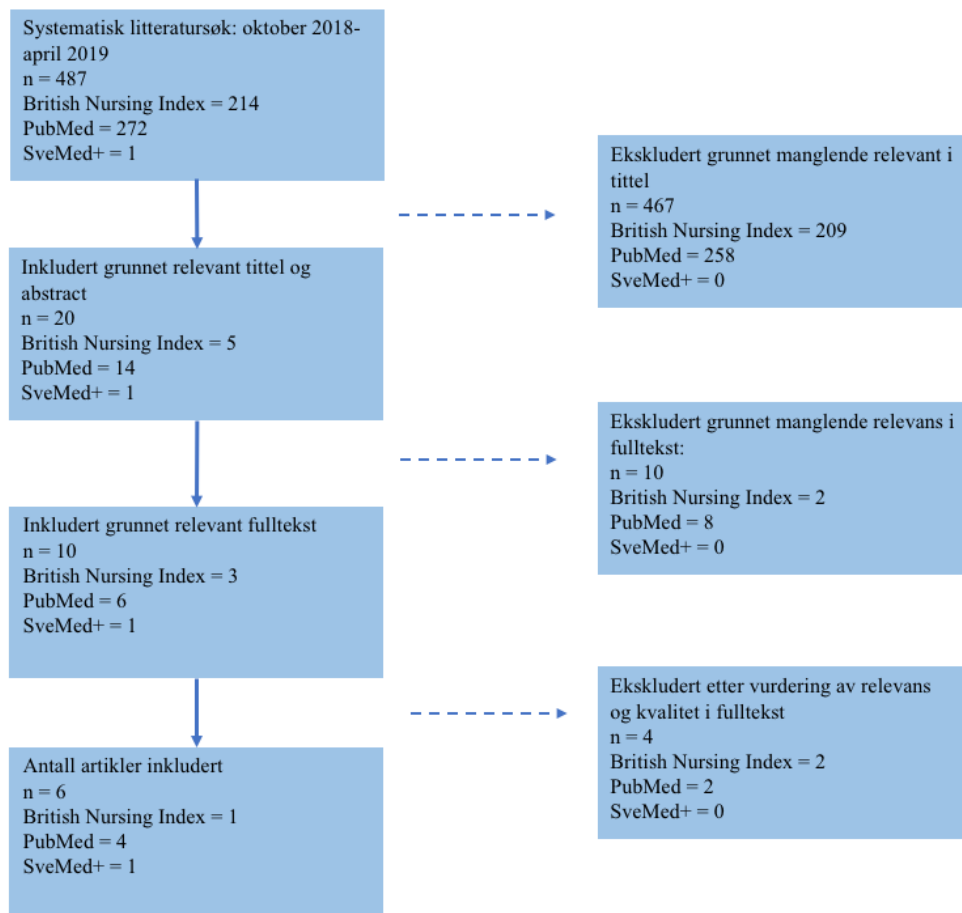 Systematisk litteratursøk: oktober 2018-
april 2019
n = 487
British Nursing Index = 214
PubMed = 272
SveMed+ = 1
Ekskludert grunnet manglende relevant i
tittel
n = 467
British Nursing Index = 209
PubMed = 258
SveMed+ = 0
Inkludert grunnet relevant tittel og
abstract
n = 20
British Nursing Index = 5
PubMed = 14
SveMed+ = 1
Ekskludert grunnet manglende relevans i
fulltekst:
n = 10
British Nursing Index = 2
PubMed = 8
SveMed+ = 0
Inkludert grunnet relevant fulltekst
n = 10
British Nursing Index = 3
PubMed = 6
SveMed+ = 1
Ekskludert etter vurdering av relevans
og kvalitet i fulltekst
n = 4
British Nursing Index = 2
PubMed = 2
SveMed+ = 0
Antall artikler inkludert
n = 6
British Nursing Index = 1
PubMed = 4
SveMed+ = 1